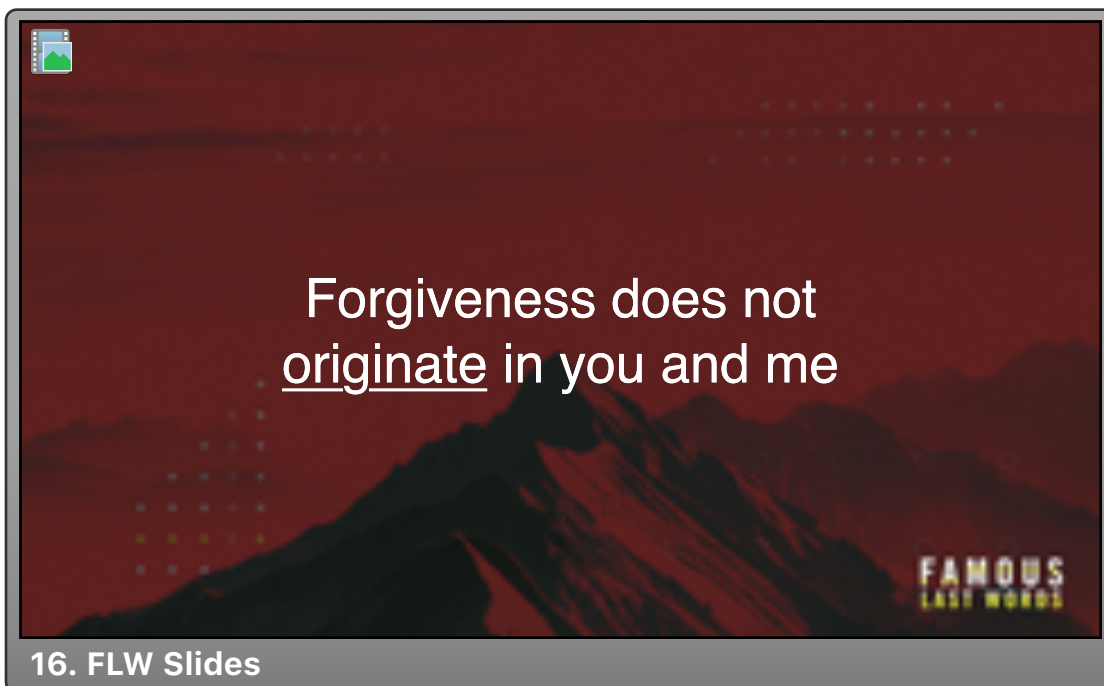 Forgiveness does not
originate in you and me
FAMOUS
LAST WORDS
16. FLW Slides